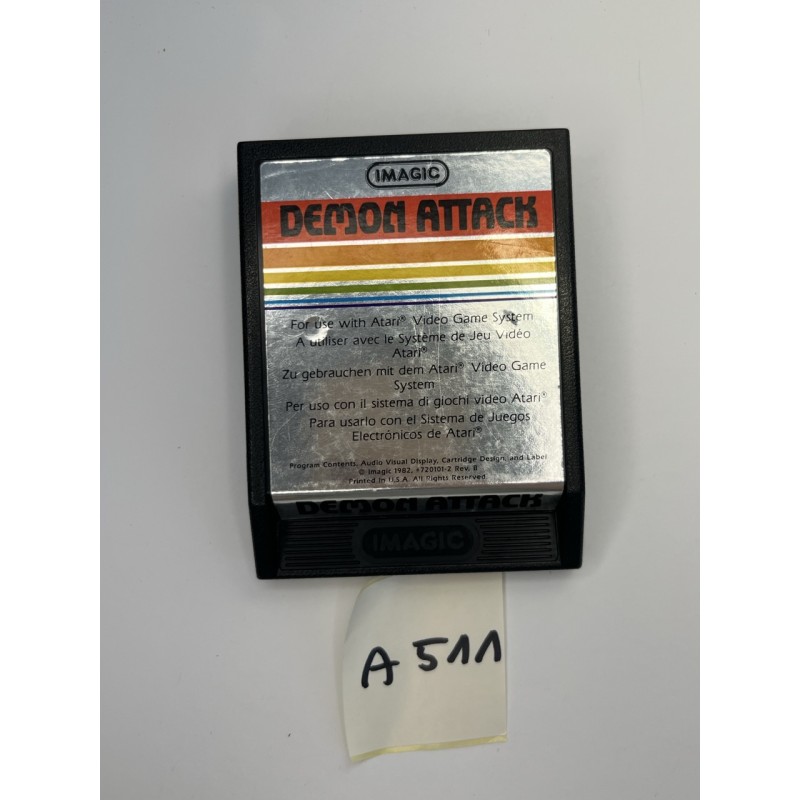 IMAGIC
DEMON ATTACK
For use with Atari® Video Game System
A utiliser avec le Système de Jeu Vidéo
Atari®
Zu gebrauchen mit dem Atari® Video Game
System
Per uso con il sistema di giochi video Atari®
Para usarlo con el Sistema de Juegos
Electrónicos de Atari®
Program Contents, Audio Visual Display, Cartridge Design, and Label
© Imagic 1982, #720101-2 Rev. B
Printed in U.S.A. All Rights Reserved
DEMON ATTACK
IMAGIC
A 511